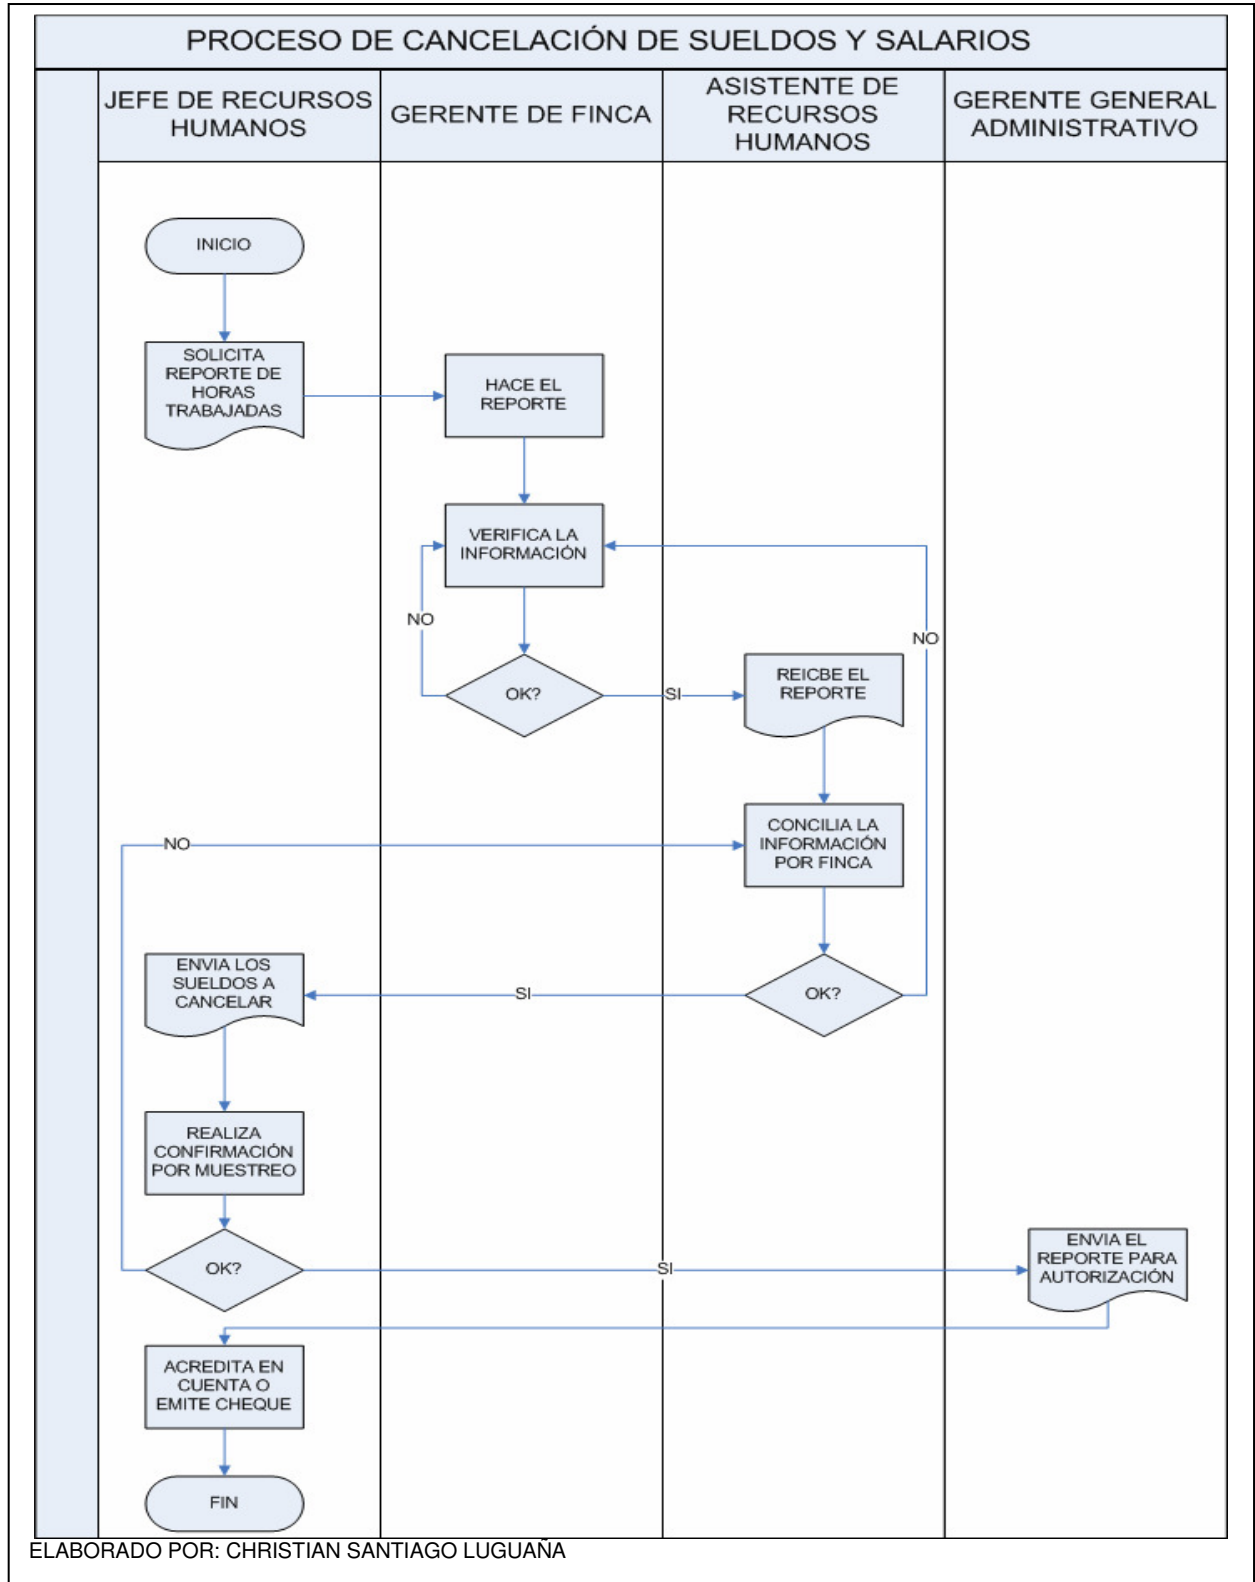 PROCESO DE CANCELACIÓN DE SUELDOS Y SALARIOS
JEFE DE RECURSOS
HUMANOS
GERENTE DE FINCA
ASISTENTE DE
RECURSOS
HUMANOS
GERENTE GENERAL
ADMINISTRATIVO
INICIO
SOLICITA
REPORTE DE
HORAS
TRABAJADAS
HACE EL
REPORTE
VERIFICA LA
INFORMACIÓN
NO
NO
OK?
SI
REICBE EL
REPORTE
CONCILIA LA
INFORMACIÓN
POR FINCA
NO
ENVIA LOS
SUELDOS A
CANCELAR
SI
OK?
REALIZA
CONFIRMACIÓN
POR MUESTREO
OK?
SI
ENVIA EL
REPORTE PARA
AUTORIZACIÓN
ACREDITA EN
CUENTA O
EMITE CHEQUE
FIN
ELABORADO POR: CHRISTIAN SANTIAGO LUGUAÑA